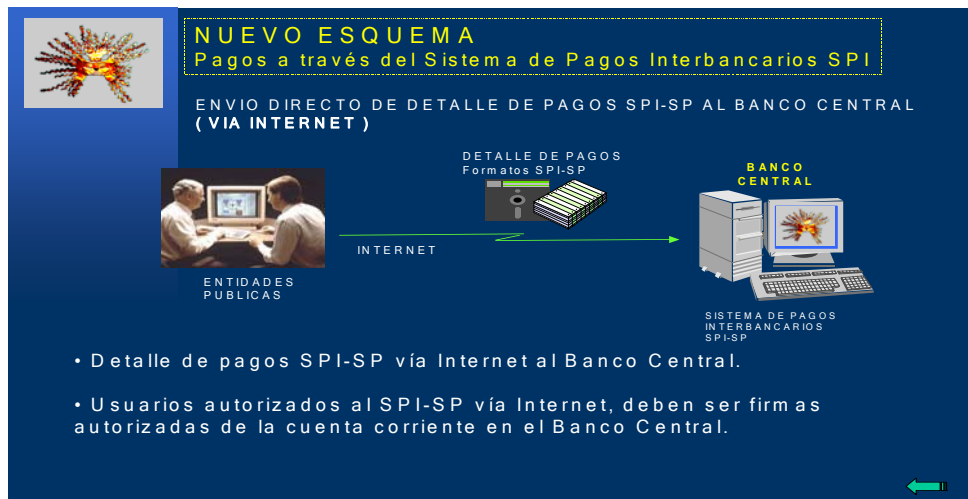 NUEVO ESQUEMA
Pagos a través del Sistema de Pagos Interbancarios SPI
ENVIO DIRECTO DE DETALLE DE PAGOS SPI-SP AL BANCO CENTRAL
( VIA INTERNET )
DETALLE DE PAGOS
Formatos SPI-SP
BANCO
CENTRAL
INTERNET
ENTIDADES
PUBLICAS
SISTEMA DE PAGOS
INTERBANCARIOS
SPI-SP
• Detalle de pagos SPI-SP vía Internet al Banco Central.
• Usuarios autorizados al SPI-SP vía Internet, deben ser firmas
autorizadas de la cuenta corriente en el Banco Central.